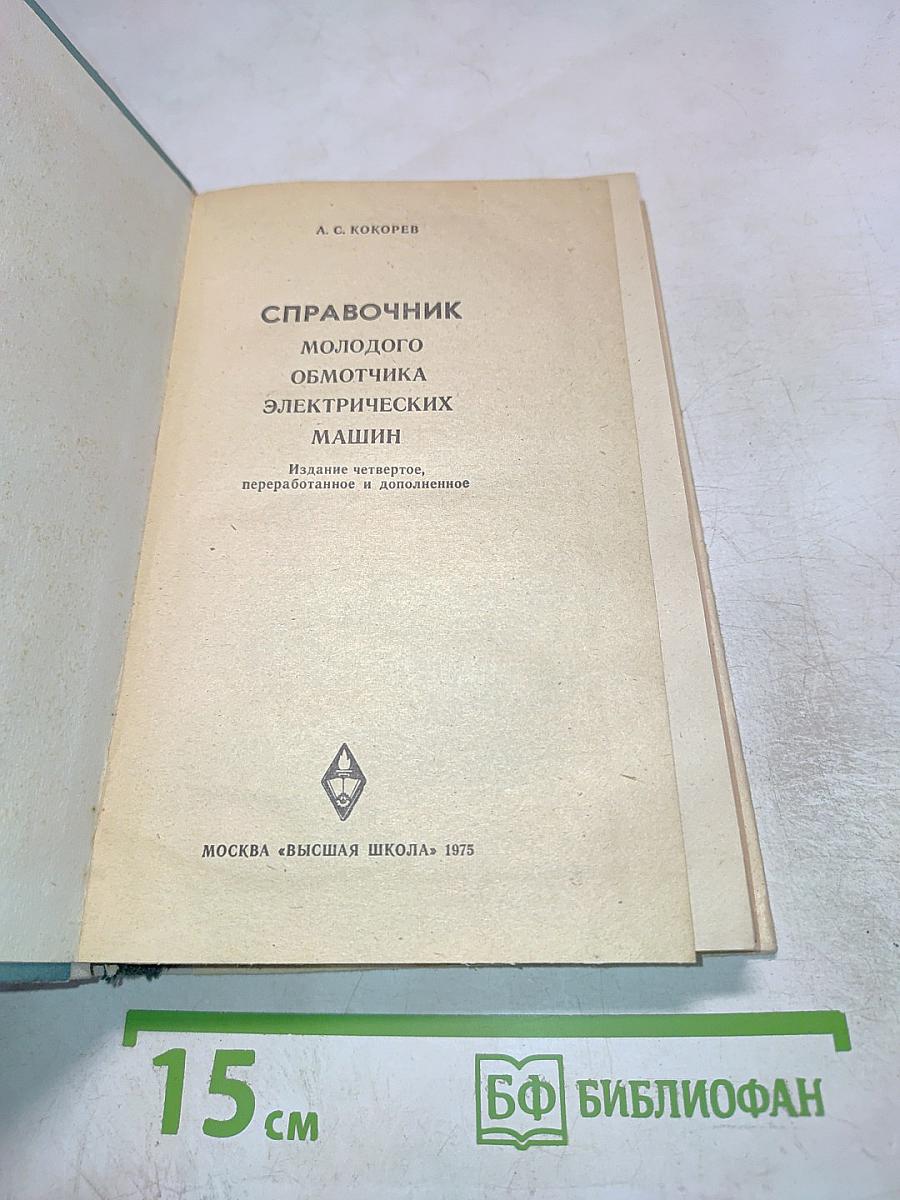 А. С. КОКОРЕВ
СПРАВОЧНИК
МОЛОДОГО
ОБМОТЧИКА
ЭЛЕКТРИЧЕСКИХ
МАШИН
Издание четвертое,
переработанное и дополненное
МОСКВА «ВЫСШАЯ ШКОЛА» 1975
15 см
БФ БИБЛИОФАН